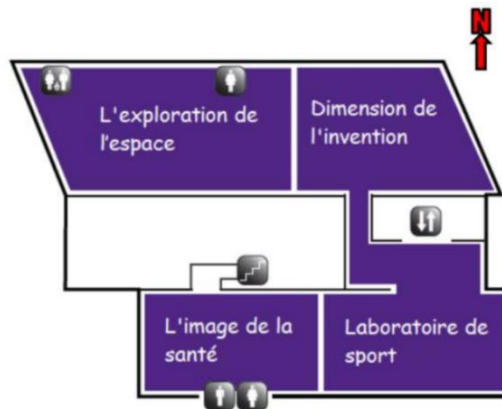 N
L'exploration de
l'espace
Dimension de
l'invention
L'image de la
santé
Laboratoire de
sport